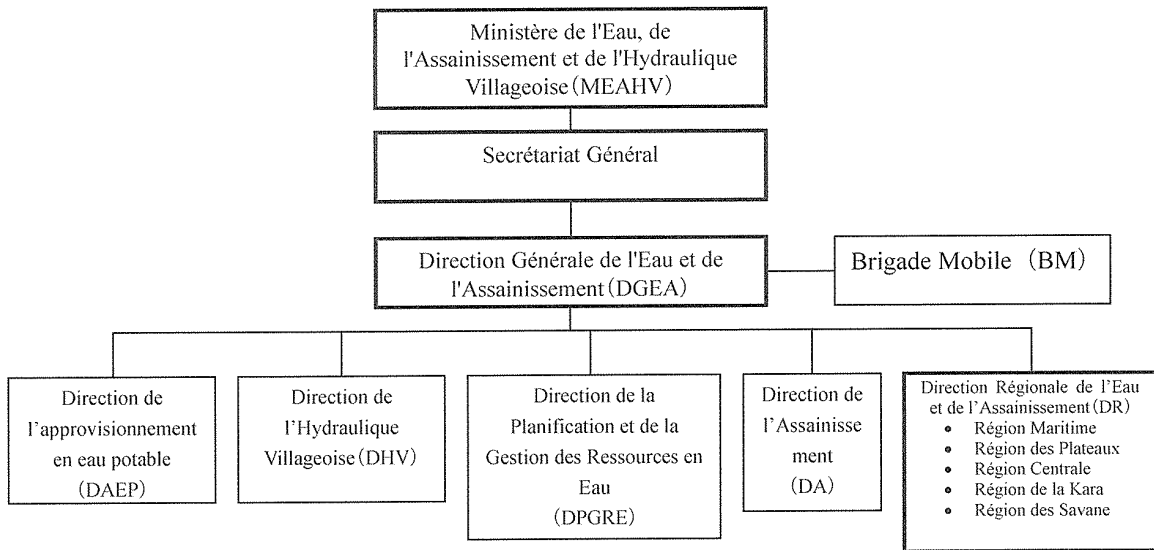 Ministère de l'Eau, de
l'Assainissement et de l'Hydraulique
Villageoise(MEAHV)
Secrétariat Général
Direction Générale de l'Eau et de
l'Assainissement(DGEA)
Brigade Mobile (BM)
Direction de
l'approvisionnement
en eau potable
(DAEP)
Direction de
l'Hydraulique
Villageoise(DHV)
Direction de la
Planification et de la
Gestion des Ressources en
Eau
(DPGRE)
Direction de
l'Assainisse
ment
(DA)
Direction Régionale de l'Eau
et de l'Assainissement(DR)
• Région Maritime
• Région des Plateaux
• Région Centrale
• Région de la Kara
• Région des Savane